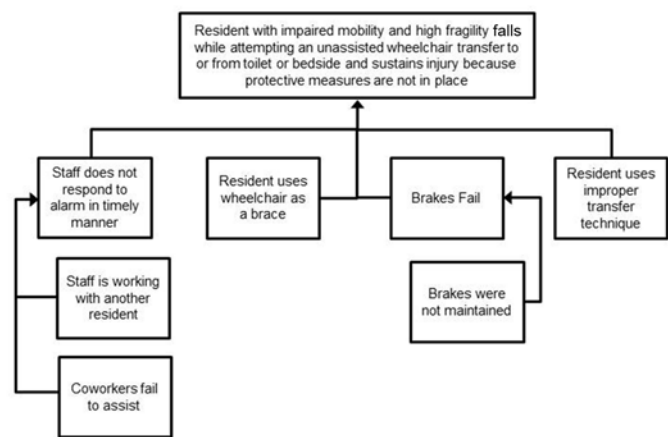 Resident with impaired mobility and high fragility falls
while attempting an unassisted wheelchair transfer to
or from toilet or bedside and sustains injury because
protective measures are not in place
Staff does not
respond to
alarm in timely
manner
Resident uses
wheelchair as
a brace
Brakes Fail
Resident uses
improper
transfer
technique
Staff is working
with another
resident
Brakes were
not maintained
Coworkers fail
to assist